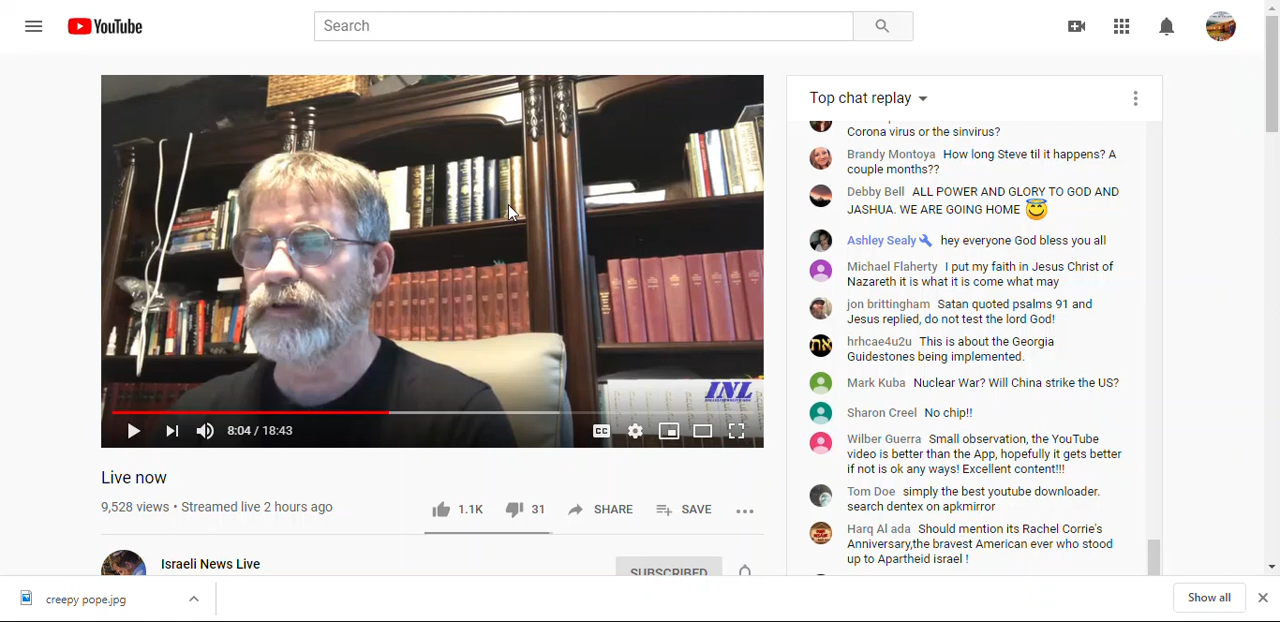 YouTube
Search
Top chat replay
Corona virus or the sinvirus?
Brandy Montoya How long Steve til it happens? A
couple months??
Debby Bell ALL POWER AND GLORY TO GOD AND
JASHUA. WE ARE GOING HOME
Ashley Sealy hey everyone God bless you all
Michael Flaherty I put my faith in Jesus Christ of
Nazareth it is what it is come what may
jon brittingham Satan quoted psalms 91 and
Jesus replied, do not test the lord God!
hrhcae4u2u This is about the Georgia
Guidestones being implemented.
Mark Kuba Nuclear War? Will China strike the US?
Sharon Creel No chip!!
Wilber Guerra Small observation, the YouTube
video is better than the App, hopefully it gets better
if not is ok any ways! Excellent content!!!
Tom Doe simply the best youtube downloader.
search dentex on apkmirror
Harq Al ada Should mention its Rachel Corrie's
Anniversary,the bravest American ever who stood
up to Apartheid israel !
INL
8:04 / 18:43
CC
Live now
9,528 views • Streamed live 2 hours ago
1.1K
31
SHARE
SAVE
Israeli News Live
SUBSCRIBED
creepy pope.jpg
Show all